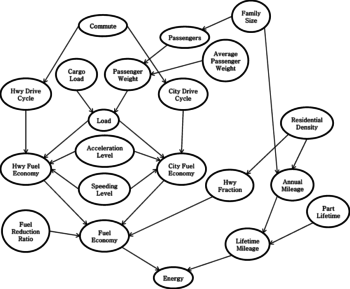 Family
Size
Commute
Passengers
Average
Passenger
Weight
Cargo
Load
Passenger
Weight
Hwy Drive
Cycle
City Drive
Cycle
Load
Residential
Density
Acceleration
Level
Hwy Fuel
Economy
City Fuel
Economy
Speeding
Level
Hwy
Fraction
Annual
Mileage
Part
Lifetime
Fuel
Reduction
Ratio
Fuel
Economy
Lifetime
Mileage
Energy